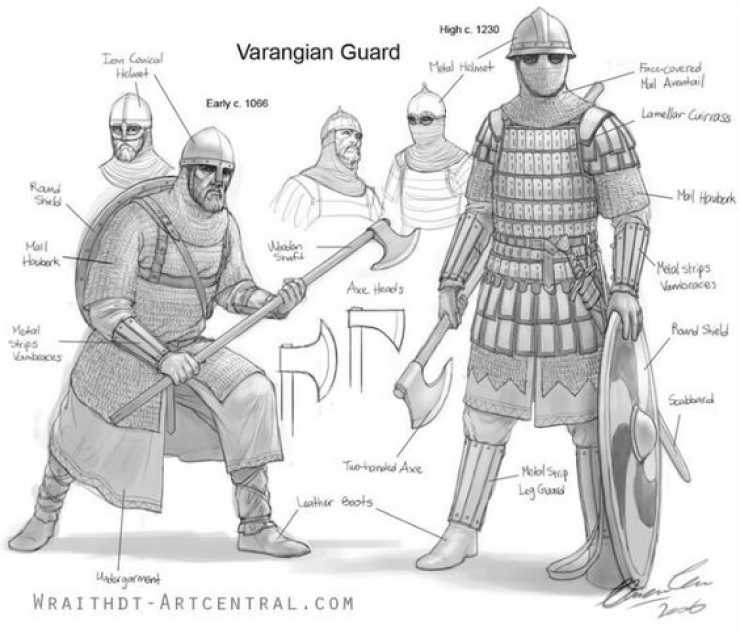 Varangian Guard
High c. 1230
Early c. 1066
Iron Conical
Helmet
Metal Helmet
Face-covered
Mail Aventail
Lamellar Cuirrass
Round
Shield
Mail
Hauberk
Wooden
Shaft
Mail Hauberk
Metal strips
Vambraces
Axe Heads
Metal
Strips
Vambraces
Round Shield
Scabbard
Two-handed Axe
Metal Strip
Leg Guard
Leather Boots
Undergarment
WRAITHDT-ARTCENTRAL.COM
2006